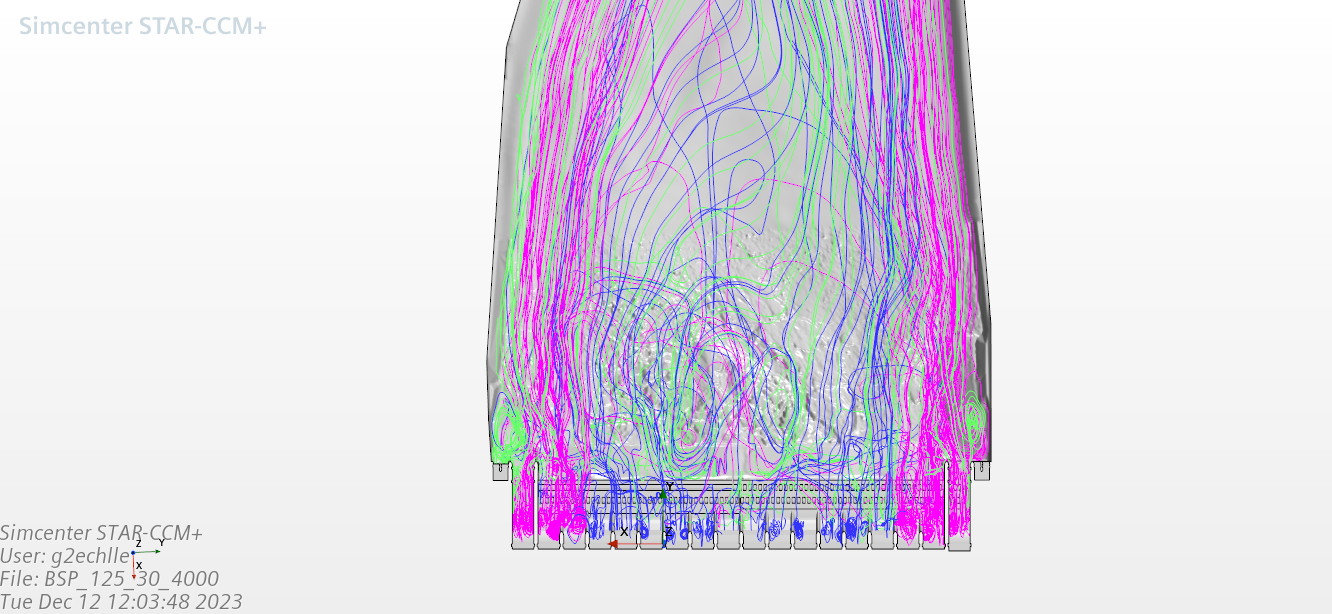 Simcenter STAR-CCM+
Y
X
Z
Simcenter STAR-CCM+
User: g2echlle
File: BSP_125_30_4000
Tue Dec 12 12:03:48 2023
Z
Y
X